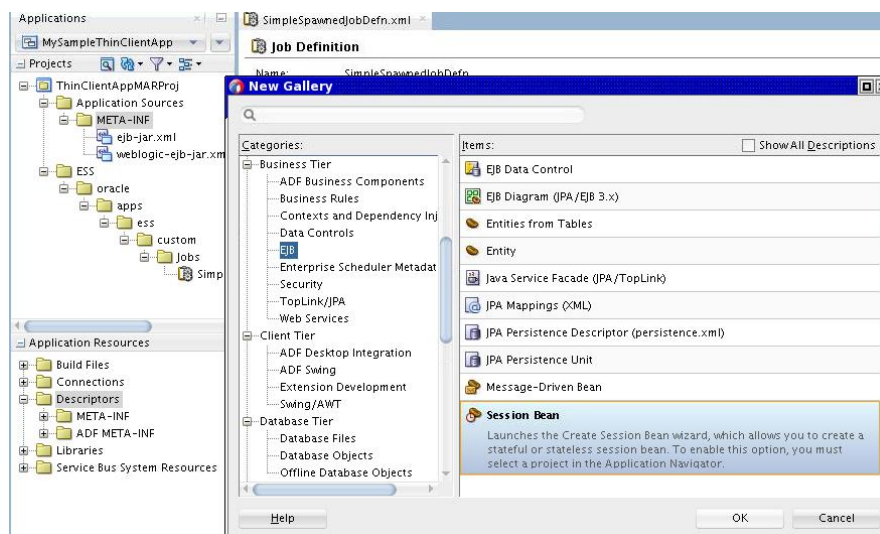 Applications
MySampleThinClientApp
Projects
ThinClientAppMARProj
Application Sources
META-INF
ejb-jar.xml
weblogic-ejb-jar.xm
ESS
oracle
apps
ess
custom
Jobs
Simp
Application Resources
Build Files
Connections
Descriptors
META-INF
ADF META-INF
Libraries
Service Bus System Resources
SimpleSpawnedJobDefn.xml
Job Definition
Name: SimpleSpawnedJobDefn
New Gallery
Categories:
Business Tier
ADF Business Components
Business Rules
Contexts and Dependency Inj
Data Controls
EJB
Enterprise Scheduler Metadat
Security
TopLink/JPA
Web Services
Client Tier
ADF Desktop Integration
ADF Swing
Extension Development
Swing/AWT
Database Tier
Database Files
Database Objects
Offline Database Objects
Items:
Show All Descriptions
EJB Data Control
EJB Diagram (JPA/EJB 3.x)
Entities from Tables
Entity
Java Service Facade (JPA/TopLink)
JPA Mappings (XML)
JPA Persistence Descriptor (persistence.xml)
JPA Persistence Unit
Message-Driven Bean
Session Bean
Launches the Create Session Bean wizard, which allows you to create a
stateful or stateless session bean. To enable this option, you must
select a project in the Application Navigator.
Help
OK
Cancel